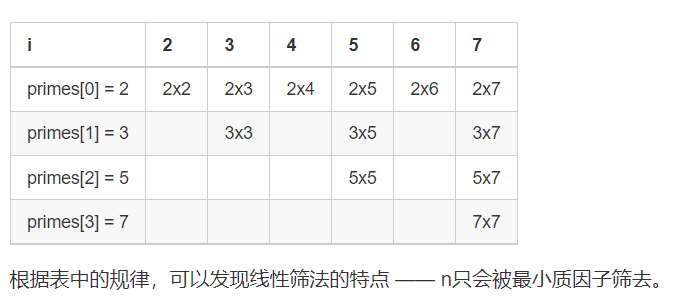 i 2 3 4 5 6 7
primes[0] = 2 2x2 2x3 2x4 2x5 2x6 2x7
primes[1] = 3 3x3 3x5 3x7
primes[2] = 5 5x5 5x7
primes[3] = 7 7x7
根据表中的规律，可以发现线性筛法的特点 —— n只会被最小质因子筛去。